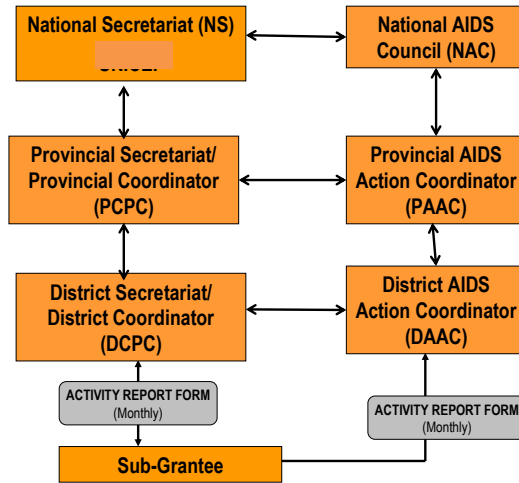 National Secretariat (NS)
National AIDS
Council (NAC)
Provincial Secretariat/
Provincial Coordinator
(PCPC)
Provincial AIDS
Action Coordinator
(PAAC)
District Secretariat/
District Coordinator
(DCPC)
District AIDS
Action Coordinator
(DAAC)
ACTIVITY REPORT FORM
(Monthly)
ACTIVITY REPORT FORM
(Monthly)
Sub-Grantee